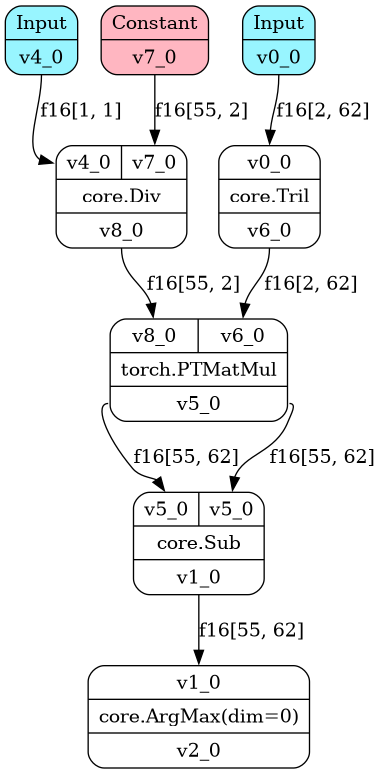 Input
v4_0
Constant
v7_0
Input
v0_0
f16[1, 1]
f16[55, 2]
f16[2, 62]
v4_0
v7_0
core.Div
v8_0
v0_0
core.Tril
v6_0
f16[55, 2]
f16[2, 62]
v8_0
v6_0
torch.PTMatMul
v5_0
f16[55, 62]
f16[55, 62]
v5_0
v5_0
core.Sub
v1_0
f16[55, 62]
v1_0
core.ArgMax(dim=0)
v2_0